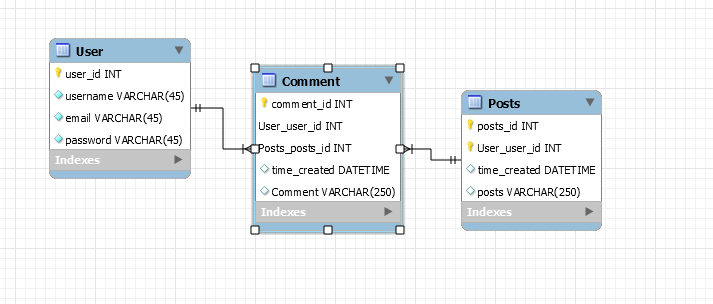 User
user_id INT
username VARCHAR(45)
email VARCHAR(45)
password VARCHAR(45)
Indexes
Comment
comment_id INT
User_user_id INT
Posts_posts_id INT
time_created DATETIME
Comment VARCHAR(250)
Indexes
Posts
posts_id INT
User_user_id INT
time_created DATETIME
posts VARCHAR(250)
Indexes